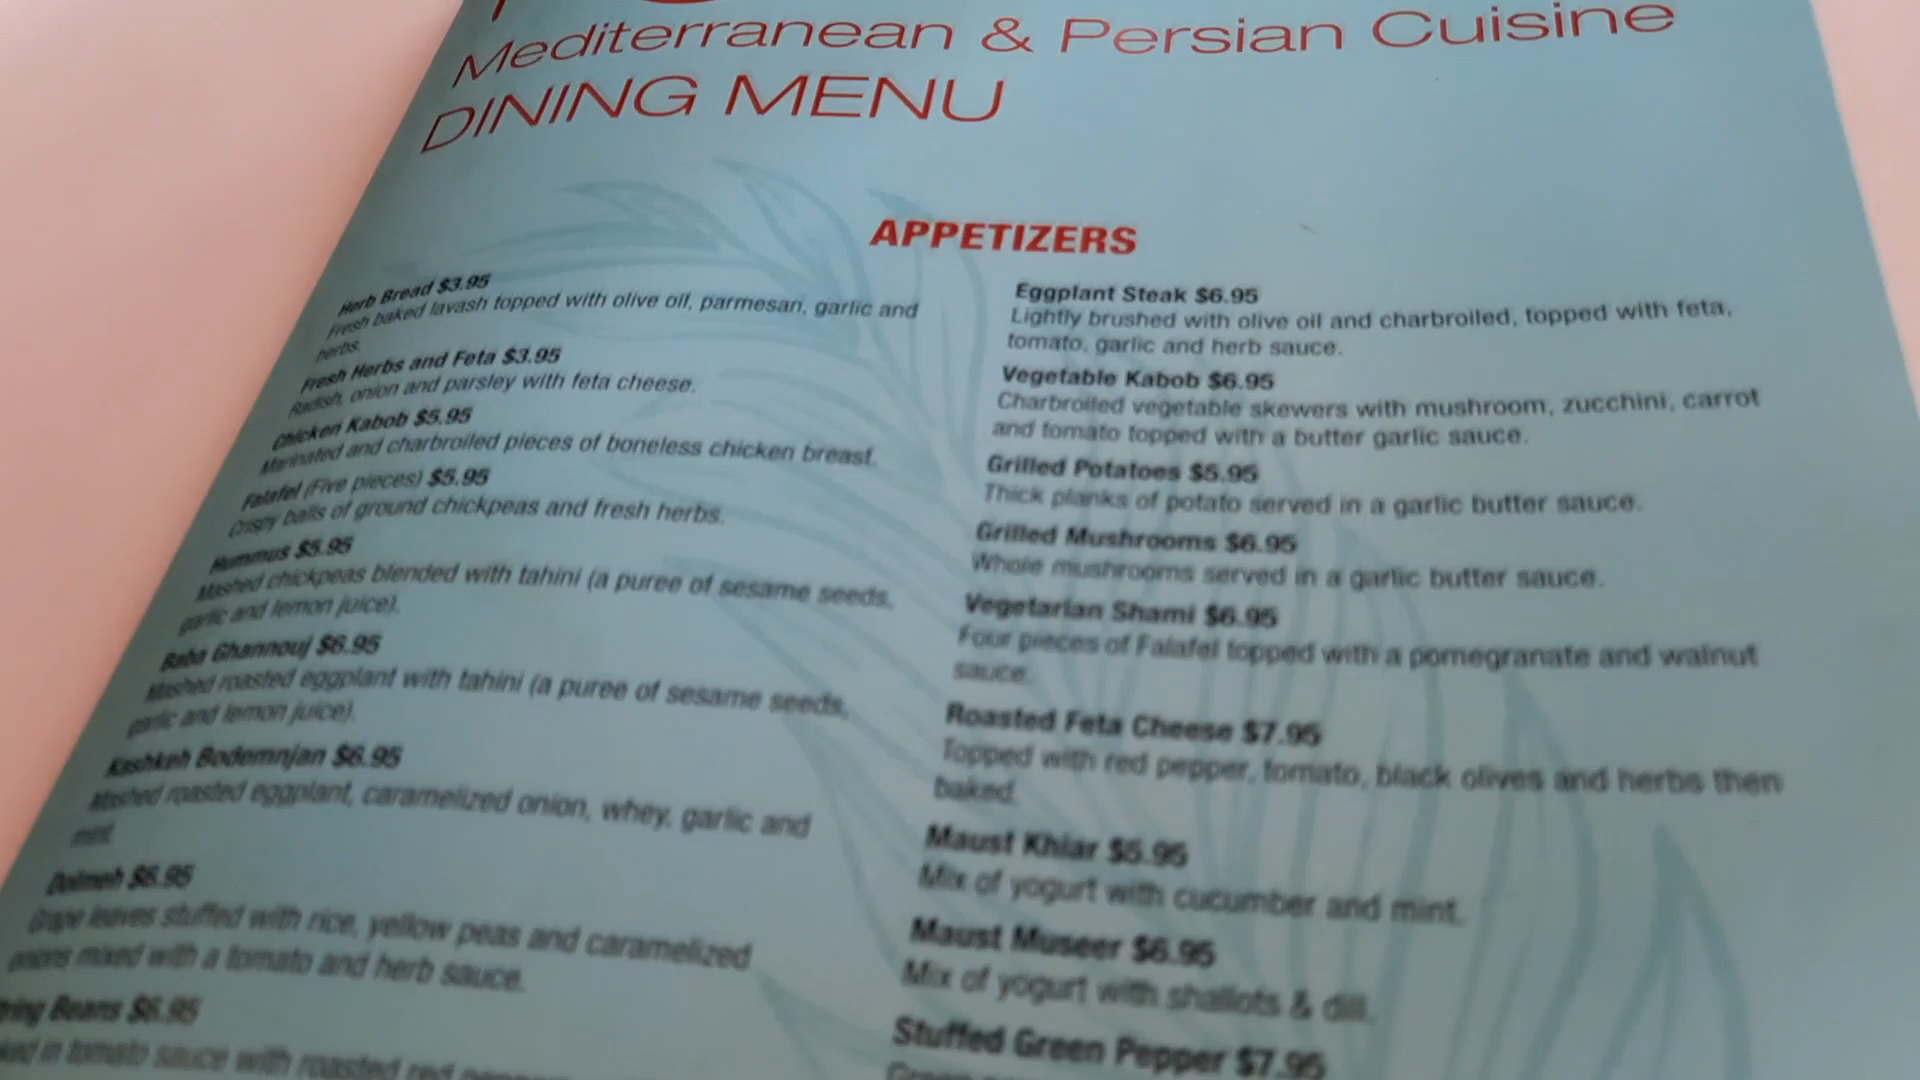 Mediterranean & Persian Cuisine
DINING MENU
APPETIZERS
Herb Bread $3.95
Fresh baked lavash topped with olive oil, parmesan, garlic and
herbs.
Fresh Herbs and Feta $3.95
Radish, onion and parsley with feta cheese.
Chicken Kabob $5.95
Marinated and charbroiled pieces of boneless chicken breast.
Falafel (Five pieces) $5.95
Crispy balls of ground chickpeas and fresh herbs.
Hummus $5.95
Mashed chickpeas blended with tahini (a puree of sesame seeds,
garlic and lemon juice).
Baba Ghannouj $6.95
Mashed roasted eggplant with tahini (a puree of sesame seeds,
garlic and lemon juice).
Kashkeh Bodemnjan $6.95
Mashed roasted eggplant, caramelized onion, whey, garlic and
mint.
Dolmeh $6.95
Grape leaves stuffed with rice, yellow peas and caramelized
onions mixed with a tomato and herb sauce.
Beans $6.95
in tomato sauce with roasted red
Eggplant Steak $6.95
Lightly brushed with olive oil and charbroiled, topped with feta,
tomato, garlic and herb sauce.
Vegetable Kabob $6.95
Charbroiled vegetable skewers with mushroom, zucchini, carrot
and tomato topped with a butter garlic sauce.
Grilled Potatoes $5.95
Thick planks of potato served in a garlic butter sauce.
Grilled Mushrooms $6.95
Whole mushrooms served in a garlic butter sauce.
Vegetarian Shami $6.95
Four pieces of Falafel topped with a pomegranate and walnut
sauce.
Roasted Feta Cheese $7.95
Topped with red pepper, tomato, black olives and herbs then
baked.
Maust Khiar $5.95
Mix of yogurt with cucumber and mint.
Maust Museer $6.95
Mix of yogurt with shallots & dill.
Stuffed Green Pepper $7.95